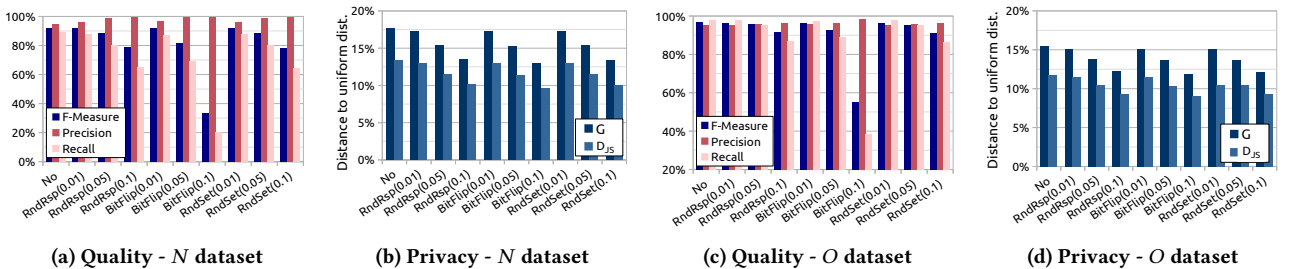 100%
80%
60%
40%
20%
0%
F-Measure
Precision
Recall
No
RndRsp(0.01)
RndRsp(0.05)
RndRsp(0.1)
BitFlip(0.01)
BitFlip(0.05)
BitFlip(0.1)
RndSet(0.01)
RndSet(0.05)
RndSet(0.1)
(a) Quality - N dataset
Distance to uniform dist.
20%
15%
10%
5%
0%
G
DJS
No
RndRsp(0.01)
RndRsp(0.05)
RndRsp(0.1)
BitFlip(0.01)
BitFlip(0.05)
BitFlip(0.1)
RndSet(0.01)
RndSet(0.05)
RndSet(0.1)
(b) Privacy - N dataset
100%
80%
60%
40%
20%
F-Measure
Precision
Recall
No
RndRsp(0.01)
RndRsp(0.05)
RndRsp(0.1)
BitFlip(0.01)
BitFlip(0.05)
BitFlip(0.1)
RndSet(0.01)
RndSet(0.05)
RndSet(0.1)
(c) Quality - O dataset
Distance to uniform dist.
20%
15%
10%
5%
0%
G
DJS
No
RndRsp(0.01)
RndRsp(0.05)
RndRsp(0.1)
BitFlip(0.01)
BitFlip(0.05)
BitFlip(0.1)
RndSet(0.01)
RndSet(0.05)
RndSet(0.1)
(d) Privacy - O dataset